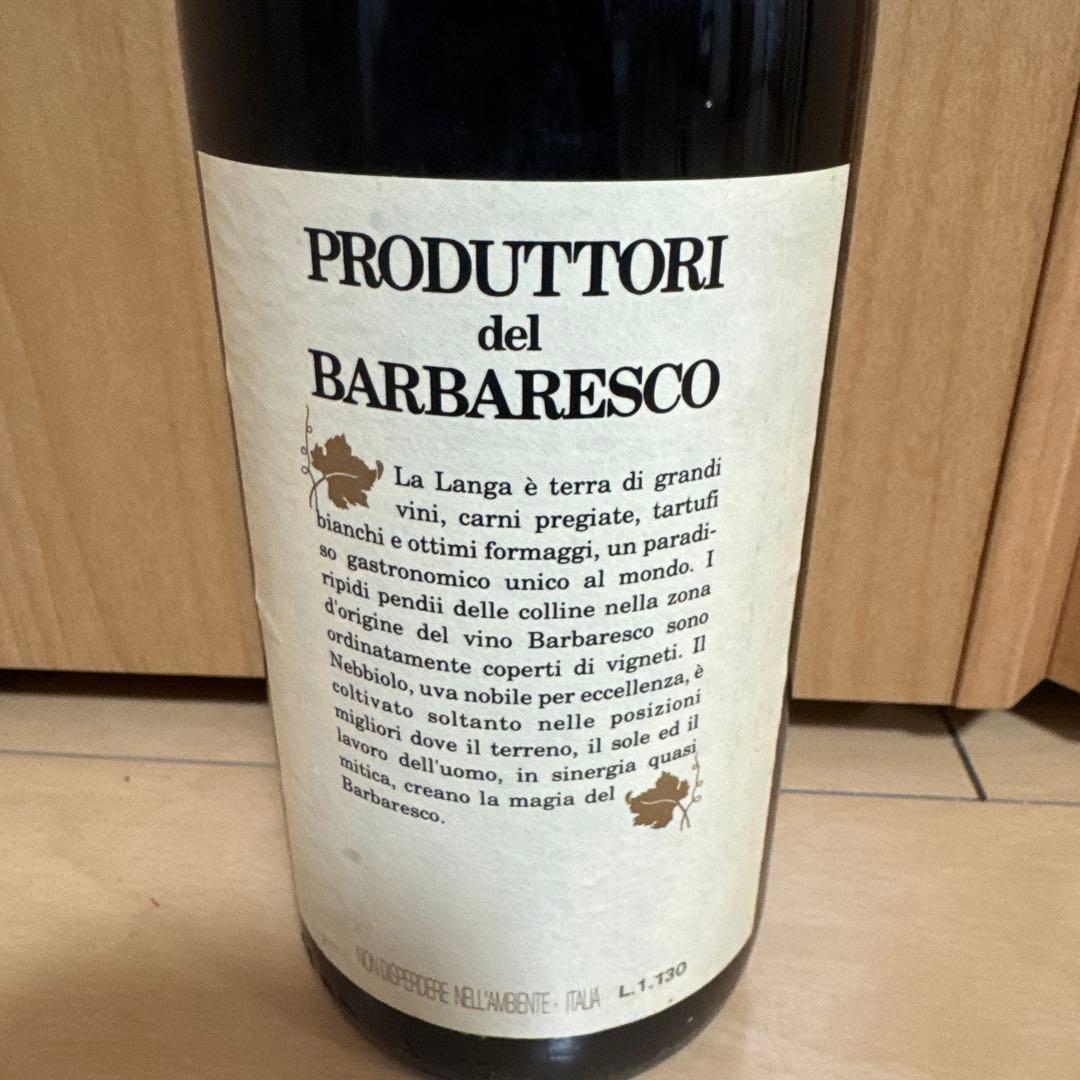 PRODUTTORI
del
BARBARESCO
La Langa è terra di grandi
vini, carni pregiate, tartufi
bianchi e ottimi formaggi, un paradi-
so gastronomico unico al mondo. I
ripidi pendii delle colline nella zona
d'origine del vino Barbaresco sono
ordinatamente coperti di vigneti. Il
Nebbiolo, uva nobile per eccellenza, è
coltivato soltanto nelle posizioni
migliori dove il terreno, il sole ed il
lavoro dell'uomo, in sinergia quasi
mitica, creano la magia del
Barbaresco.
NON DISPERDERE NELL'AMBIENTE - ITALIA L.1.130